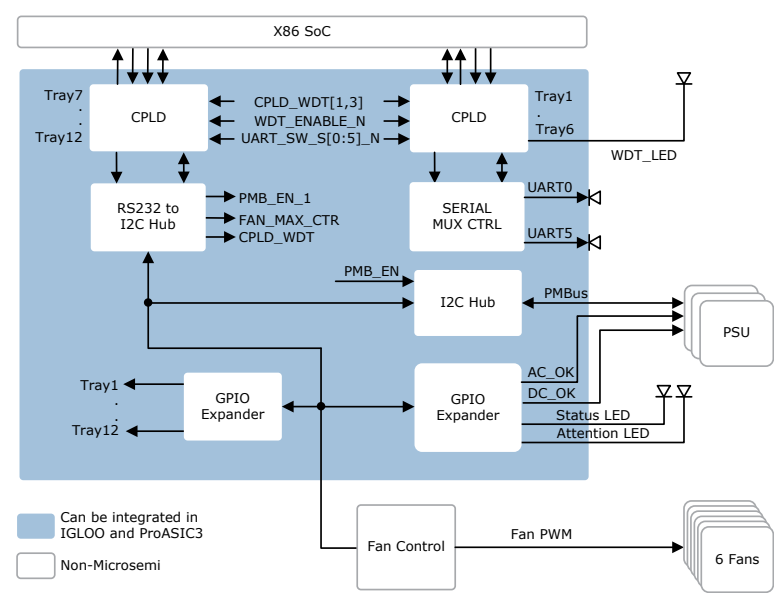 X86 SoC
Tray7
.
.
Tray12
CPLD
CPLD_WDT[1,3]
WDT_ENABLE_N
UART_SW_S[0:5]_N
CPLD
Tray1
.
Tray6
WDT_LED
RS232 to
I2C Hub
PMB_EN_1
FAN_MAX_CTR
CPLD_WDT
SERIAL
MUX CTRL
UART0
UART5
PMB_EN
I2C Hub
PMBus
PSU
Tray1
.
.
Tray12
GPIO
Expander
GPIO
Expander
AC_OK
DC_OK
Status LED
Attention LED
Can be integrated in
IGLOO and ProASIC3
Non-Microsemi
Fan Control
Fan PWM
6 Fans